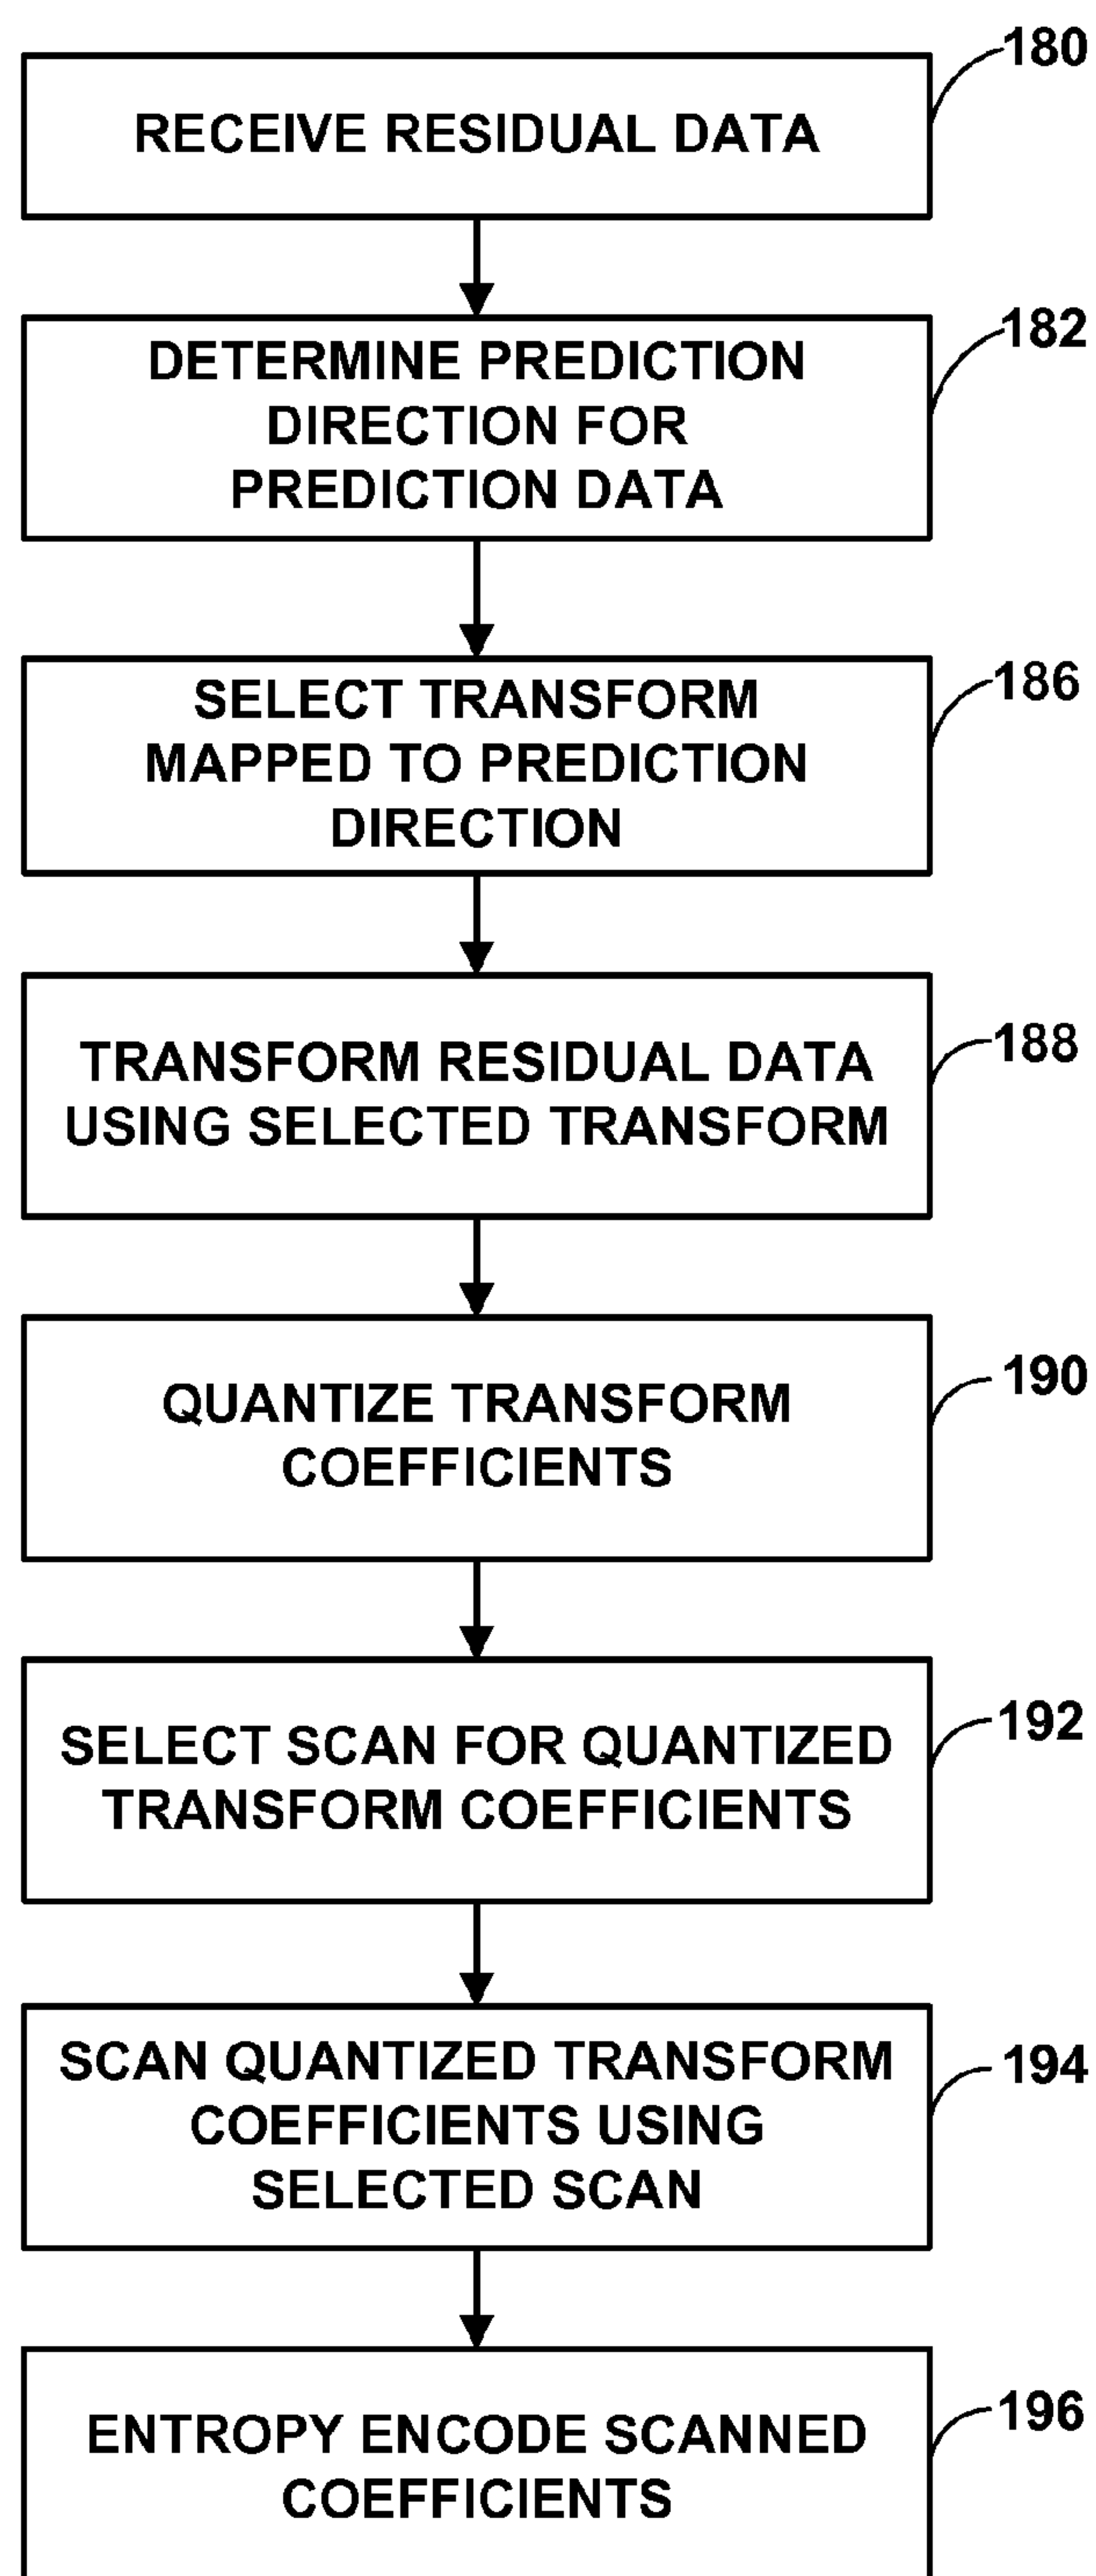 180
RECEIVE RESIDUAL DATA
182
DETERMINE PREDICTION
DIRECTION FOR
PREDICTION DATA
186
SELECT TRANSFORM
MAPPED TO PREDICTION
DIRECTION
188
TRANSFORM RESIDUAL DATA
USING SELECTED TRANSFORM
190
QUANTIZE TRANSFORM
COEFFICIENTS
192
SELECT SCAN FOR QUANTIZED
TRANSFORM COEFFICIENTS
194
SCAN QUANTIZED TRANSFORM
COEFFICIENTS USING
SELECTED SCAN
196
ENTROPY ENCODE SCANNED
COEFFICIENTS